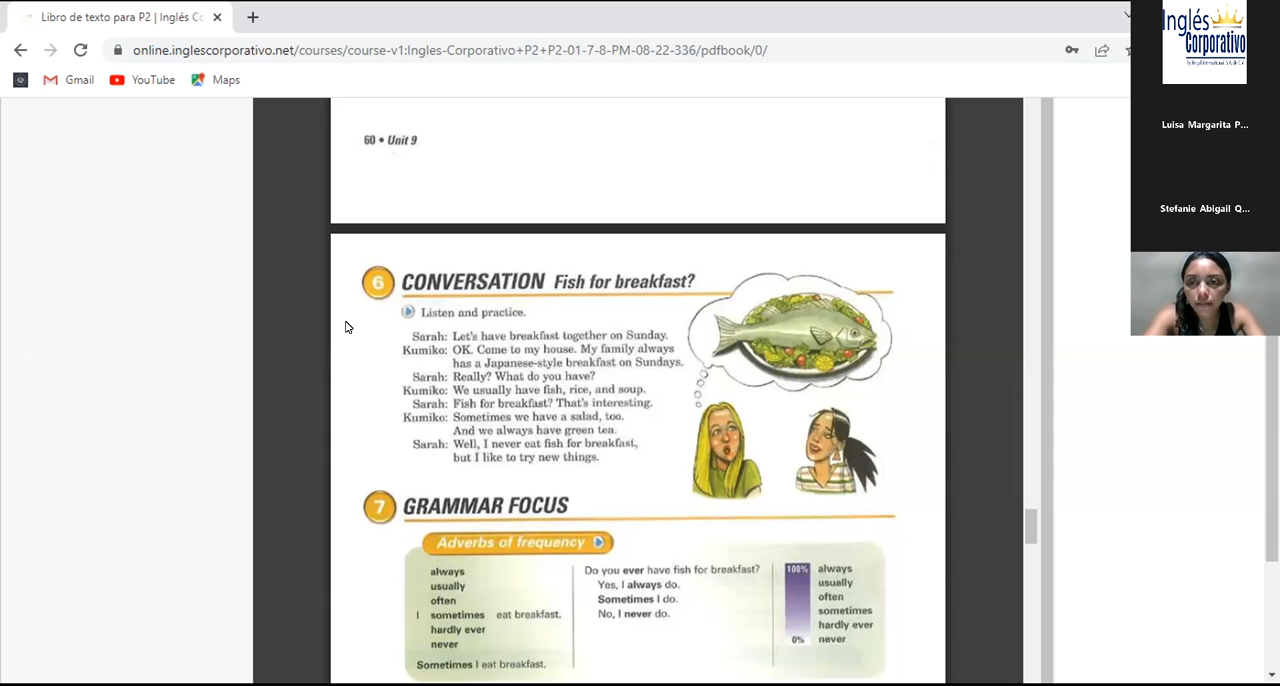 Libro de texto para P2 | Inglés Co
online.inglescorporativo.net/courses/course-v1:Ingles-Corporativo+P2+P2-01-7-8-PM-08-22-336/pdfbook/0/
Gmail YouTube Maps
Inglés
Corporativo
Luisa Margarita P...
Stefanie Abigail Q...
60 • Unit 9
6 CONVERSATION Fish for breakfast?
Listen and practice.
Sarah: Let's have breakfast together on Sunday.
Kumiko: OK. Come to my house. My family always
has a Japanese-style breakfast on Sundays.
Sarah: Really? What do you have?
Kumiko: We usually have fish, rice, and soup.
Sarah: Fish for breakfast? That's interesting.
Kumiko: Sometimes we have a salad, too.
And we always have green tea.
Sarah: Well, I never eat fish for breakfast,
but I like to try new things.
7 GRAMMAR FOCUS
Adverbs of frequency
always
usually
often
I sometimes eat breakfast.
hardly ever
never
Sometimes I eat breakfast.
Do you ever have fish for breakfast?
Yes, I always do.
Sometimes I do.
No, I never do.
100% always
usually
often
sometimes
hardly ever
0% never